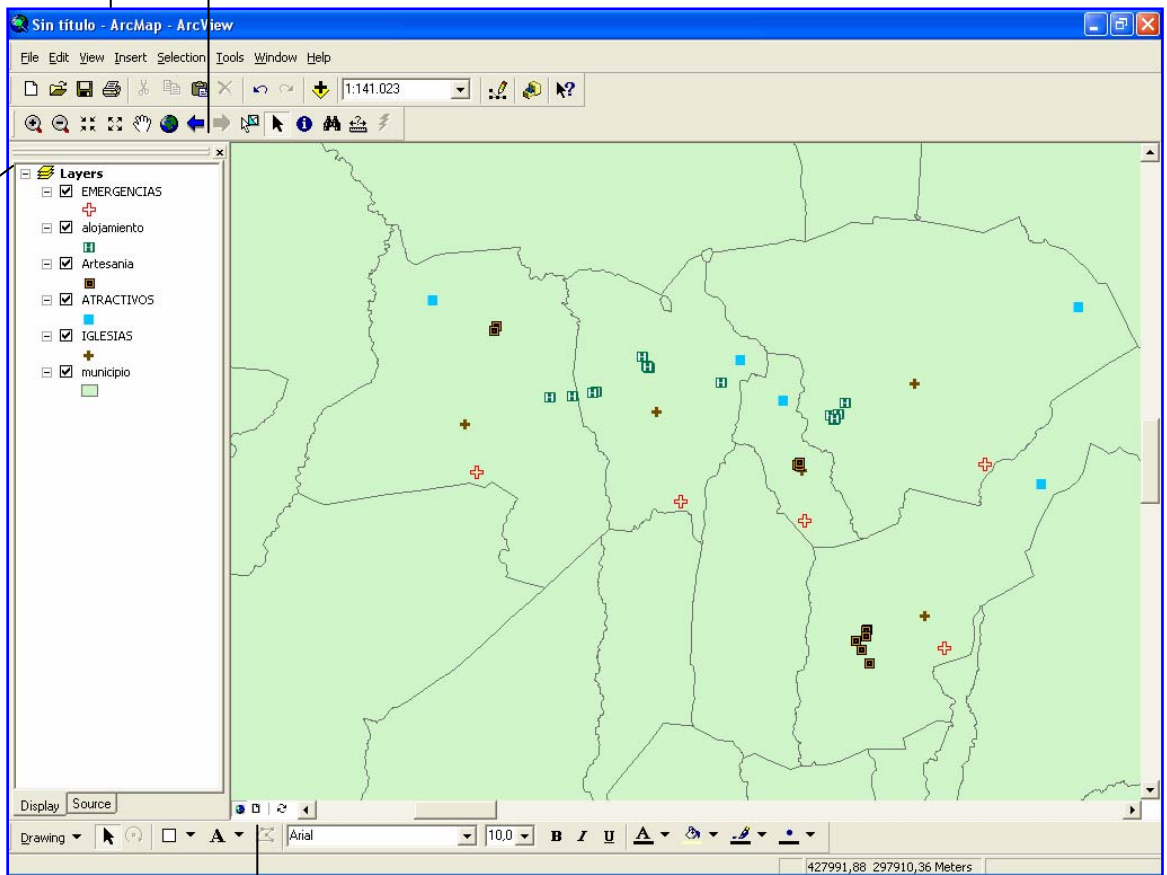 Sin título - ArcMap - ArcView
File Edit View Insert Selection Tools Window Help
1:141.023
Layers
EMERGENCIAS
alojamiento
H
Artesania
ATRACTIVOS
IGLESIAS
municipio
H
H
H
H
H
H
H
H
H
Display Source
Drawing A Arial 10,0 B I U A
427991,88 297910,36 Meters